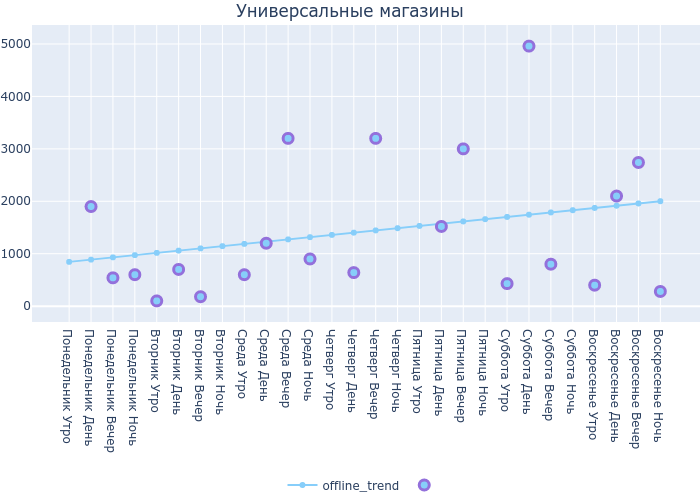 Универсальные магазины
5000
4000
3000
2000
1000
0
Понедельник Утро
Понедельник День
Понедельник Вечер
Понедельник Ночь
Вторник Утро
Вторник День
Вторник Вечер
Вторник Ночь
Среда Утро
Среда День
Среда Вечер
Среда Ночь
Четверг Утро
Четверг День
Четверг Вечер
Четверг Ночь
Пятница Утро
Пятница День
Пятница Вечер
Пятница Ночь
Суббота Утро
Суббота День
Суббота Вечер
Суббота Ночь
Воскресенье Утро
Воскресенье День
Воскресенье Вечер
Воскресенье Ночь
offline_trend